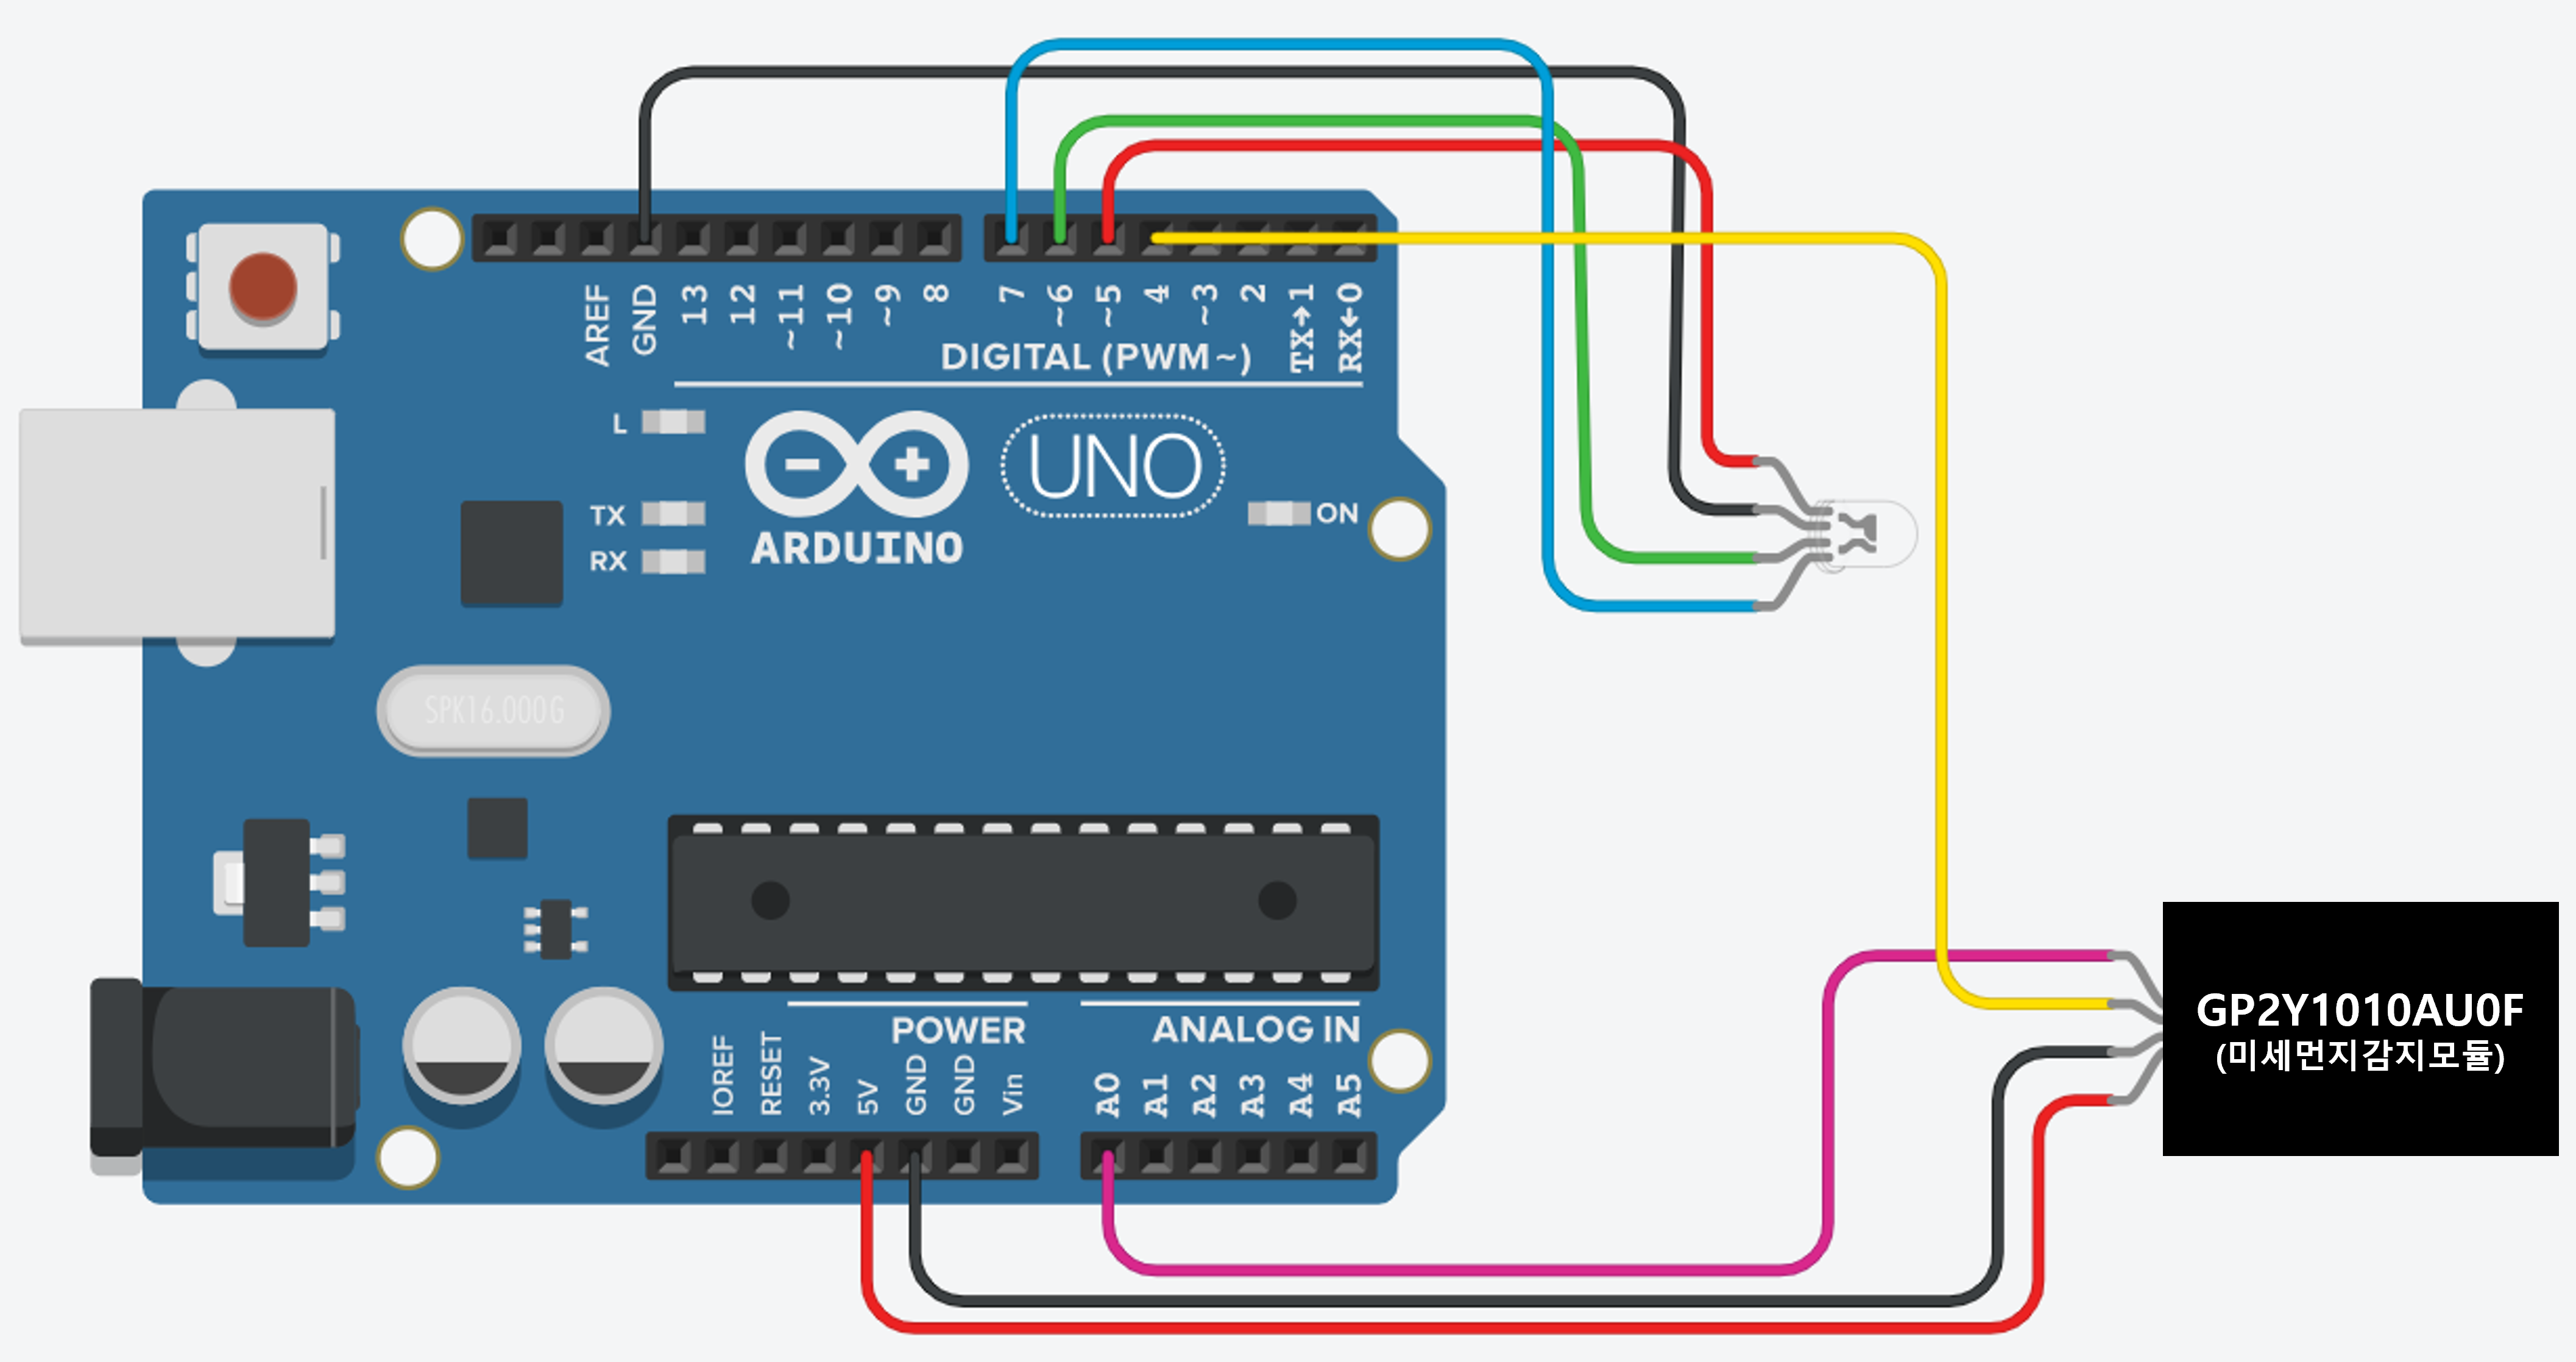 AREF
GND
13
12
~11
~10
~9
8
7
~6
~5
4
~3
2
TX→1
RX←0
DIGITAL (PWM~)
L
TX
RX
ARDUINO
UNO
ON
SPK16.000G
POWER
ANALOG IN
IOREF
RESET
3.3V
5V
GND
GND
Vin
A0
A1
A2
A3
A4
A5
GP2Y1010AU0F
(미세먼지감지모듈)